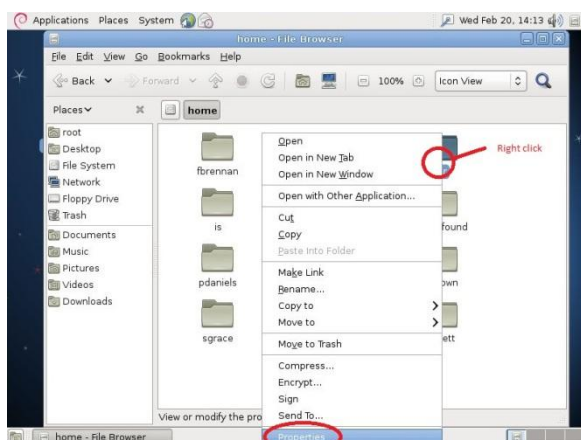 Applications Places System
Wed Feb 20, 14:13
home - File Browser
File Edit View Go Bookmarks Help
Back Forward 100% Icon View
Places home
root
Desktop
File System
Network
Floppy Drive
Trash
Documents
Music
Pictures
Videos
Downloads
fbrennan
is
pdaniels
sgrace
Open
Open in New Tab
Open in New Window
Open with Other Application...
Cut
Copy
Paste Into Folder
Make Link
Rename...
Copy to
Move to
Move to Trash
Compress...
Encrypt...
Sign
Send To...
Properties
Right click
found
own
ett
View or modify the pro
home - File Browser